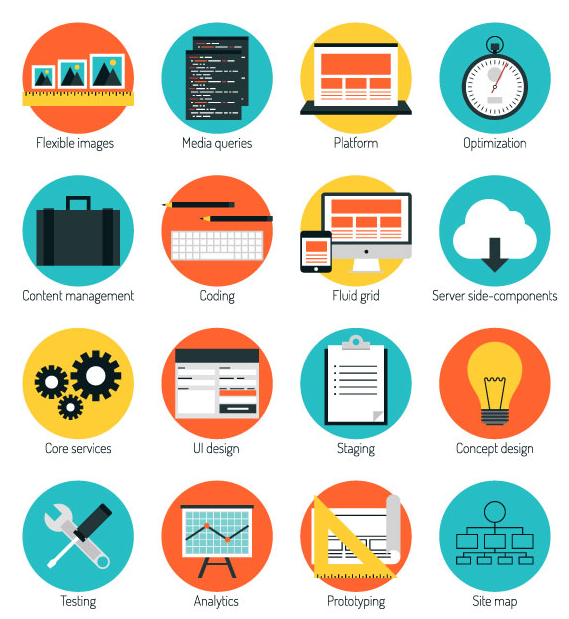 Flexible images
Media queries
Platform
Optimization
Content management
Coding
Fluid grid
Server side-components
Core services
UI design
Staging
Concept design
Testing
Analytics
Prototyping
Site map